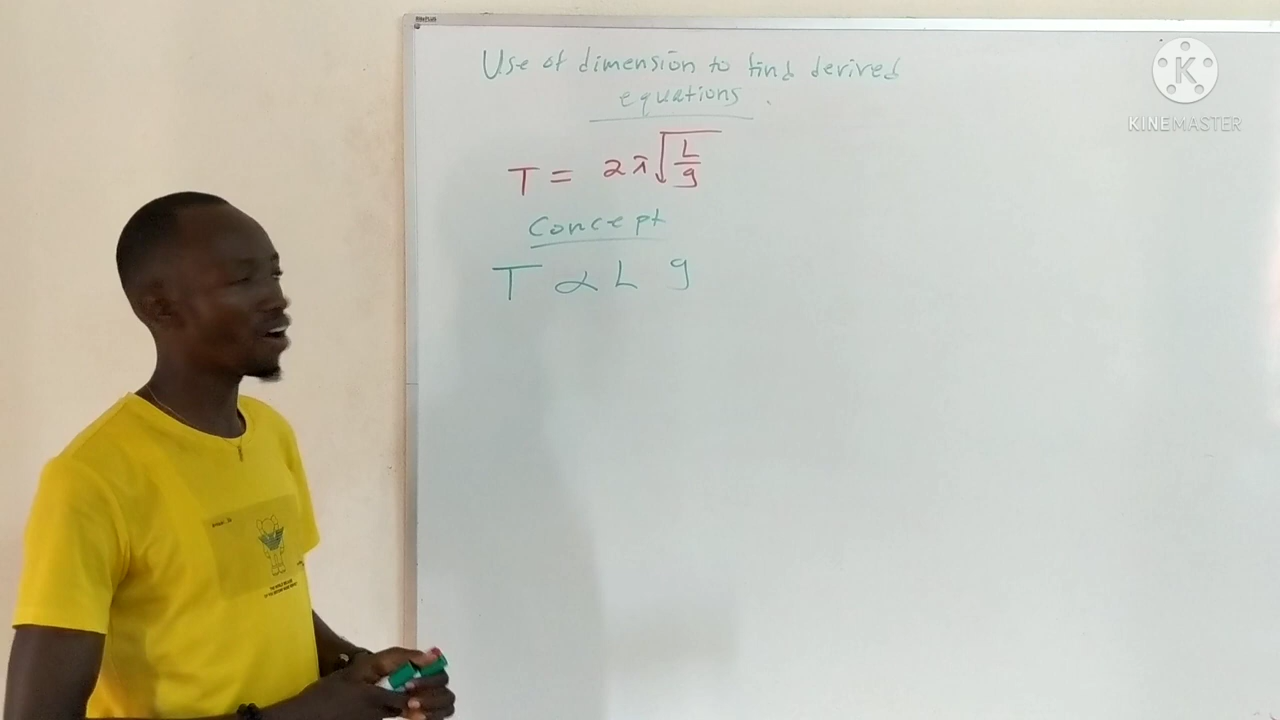 Use of dimension to find derived
equations.
T = 2π√(L/g)
Concept
T α L g
KINEMASTER